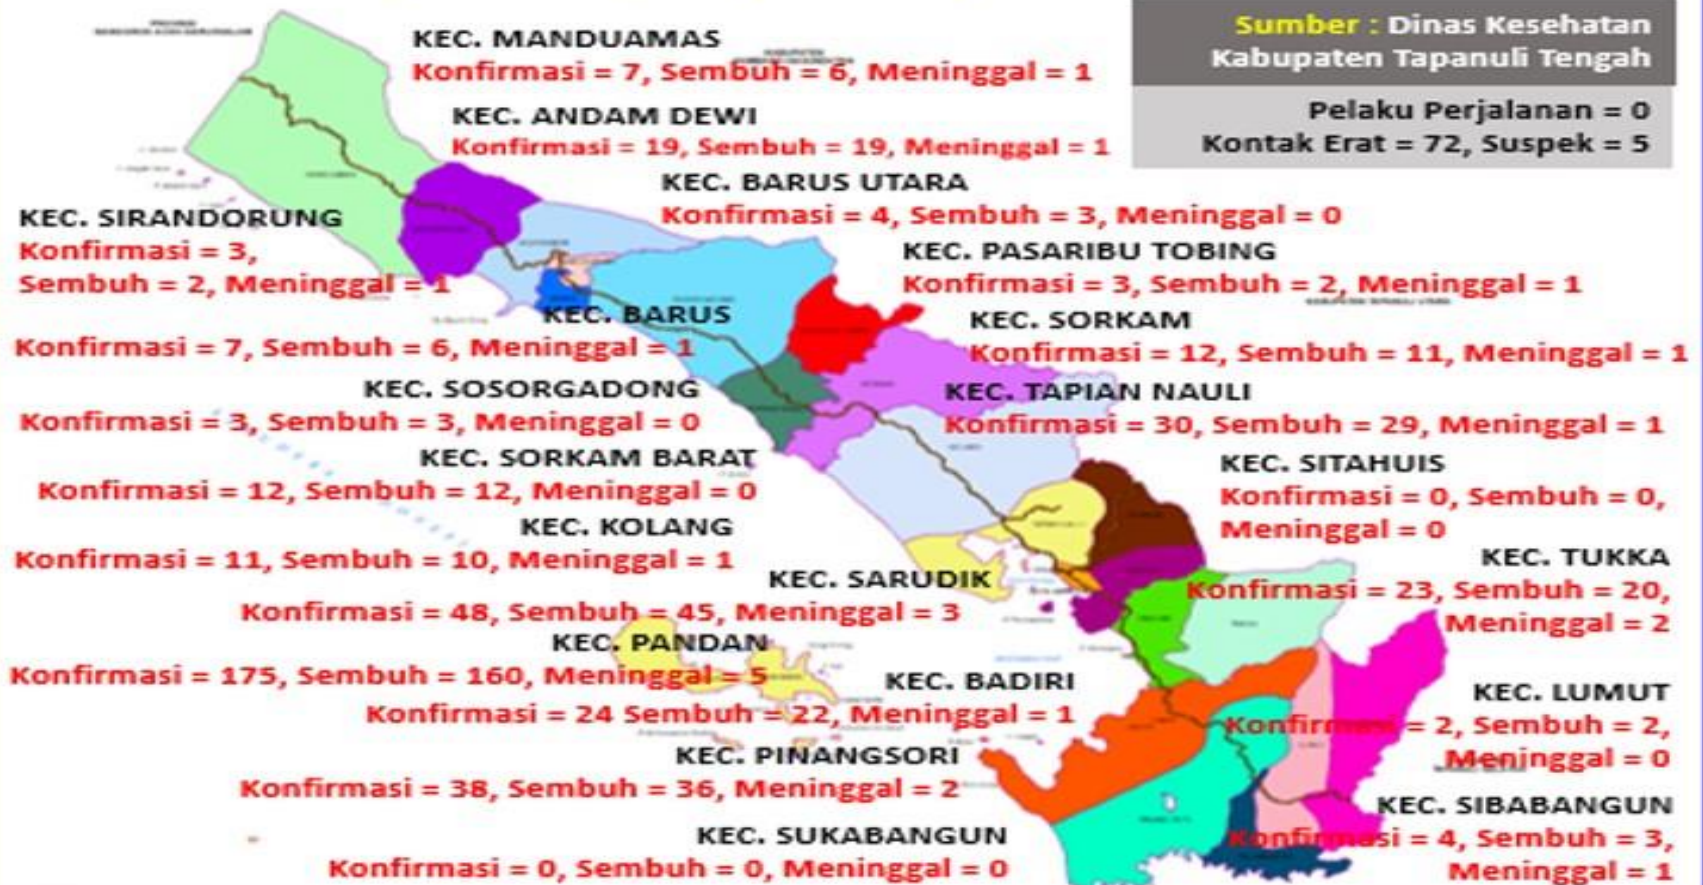 Sumber : Dinas Kesehatan
Kabupaten Tapanuli Tengah
Pelaku Perjalanan = 0
Kontak Erat = 72, Suspek = 5
KEC. MANDUAMAS
Konfirmasi = 7, Sembuh = 6, Meninggal = 1
KEC. ANDAM DEWI
Konfirmasi = 19, Sembuh = 19, Meninggal = 1
KEC. BARUS UTARA
Konfirmasi = 4, Sembuh = 3, Meninggal = 0
KEC. SIRANDORUNG
Konfirmasi = 3,
Sembuh = 2, Meninggal = 1
KEC. PASARIBU TOBING
Konfirmasi = 3, Sembuh = 2, Meninggal = 1
KEC. BARUS
Konfirmasi = 7, Sembuh = 6, Meninggal = 1
KEC. SORKAM
Konfirmasi = 12, Sembuh = 11, Meninggal = 1
KEC. SOSORGADONG
Konfirmasi = 3, Sembuh = 3, Meninggal = 0
KEC. TAPIAN NAULI
Konfirmasi = 30, Sembuh = 29, Meninggal = 1
KEC. SORKAM BARAT
Konfirmasi = 12, Sembuh = 12, Meninggal = 0
KEC. SITAHUIS
Konfirmasi = 0, Sembuh = 0,
Meninggal = 0
KEC. KOLANG
Konfirmasi = 11, Sembuh = 10, Meninggal = 1
KEC. TUKKA
Konfirmasi = 23, Sembuh = 20,
Meninggal = 2
KEC. SARUDIK
Konfirmasi = 48, Sembuh = 45, Meninggal = 3
KEC. PANDAN
Konfirmasi = 175, Sembuh = 160, Meninggal = 5
KEC. BADIRI
Konfirmasi = 24 Sembuh = 22, Meninggal = 1
KEC. LUMUT
Konfirmasi = 2, Sembuh = 2,
Meninggal = 0
KEC. PINANGSORI
Konfirmasi = 38, Sembuh = 36, Meninggal = 2
KEC. SIBABANGUN
Konfirmasi = 4, Sembuh = 3,
Meninggal = 1
KEC. SUKABANGUN
Konfirmasi = 0, Sembuh = 0, Meninggal = 0